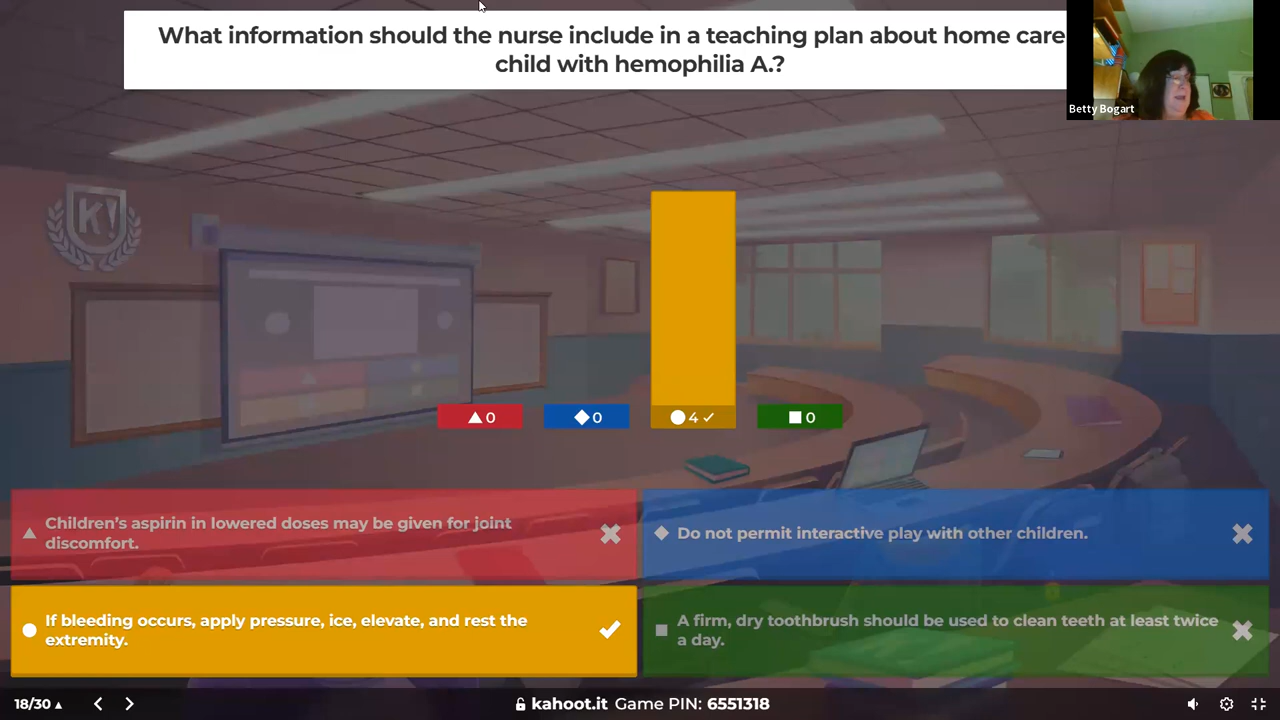 What information should the nurse include in a teaching plan about home care
child with hemophilia A.?
Betty Bogart
K!
0
0
4
0
Children's aspirin in lowered doses may be given for joint
discomfort.
Do not permit interactive play with other children.
If bleeding occurs, apply pressure, ice, elevate, and rest the
extremity.
A firm, dry toothbrush should be used to clean teeth at least twice
a day.
18/30
kahoot.it Game PIN: 6551318